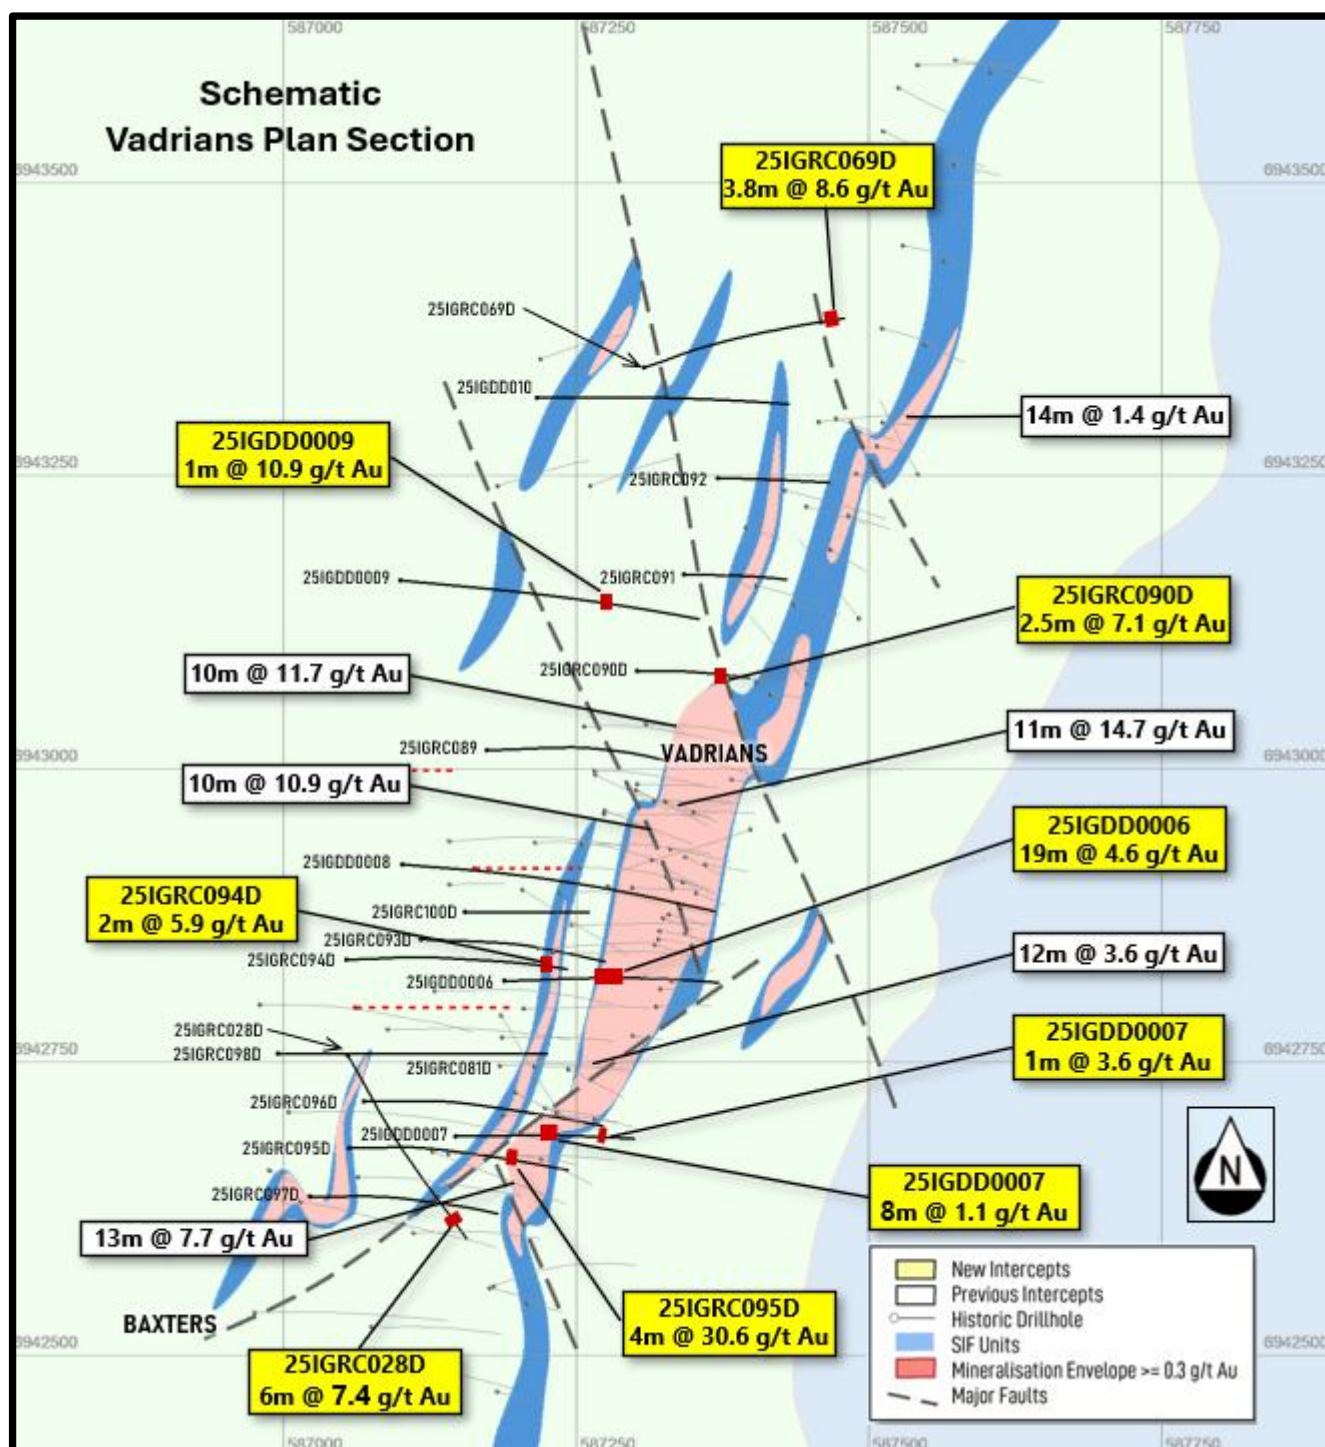 587000
587250
587500
587750
Schematic
Vadrians Plan Section
6943500
6943500
25IGRC069D
3.8m @ 8.6 g/t Au
25IGRC069D
25IGDD010
14m @ 1.4 g/t Au
25IGDD0009
1m @ 10.9 g/t Au
6943250
6943250
25IGRC092
25IGDD0009
25IGRC091
25IGRC090D
2.5m @ 7.1 g/t Au
10m @ 11.7 g/t Au
25IGRC090D
11m @ 14.7 g/t Au
25IGRC089
VADRIANS
6943000
6943000
10m @ 10.9 g/t Au
25IGDD0006
19m @ 4.6 g/t Au
25IGDD0008
25IGRC094D
2m @ 5.9 g/t Au
25IGRC100D
25IGRC093D
25IGRC094D
25IGDD0006
12m @ 3.6 g/t Au
25IGRC028D
25IGRC098D
25IGRC081D
6942750
6942750
25IGDD0007
1m @ 3.6 g/t Au
25IGRC096D
25IGDD0007
25IGRC095D
25IGRC097D
25IGDD0007
8m @ 1.1 g/t Au
N
13m @ 7.7 g/t Au
BAXTERS
25IGRC095D
4m @ 30.6 g/t Au
25IGRC028D
6m @ 7.4 g/t Au
6942500
6942500
New Intercepts
Previous Intercepts
Historic Drillhole
SIF Units
Mineralisation Envelope >= 0.3 g/t Au
Major Faults
587000
587250
587500
587750